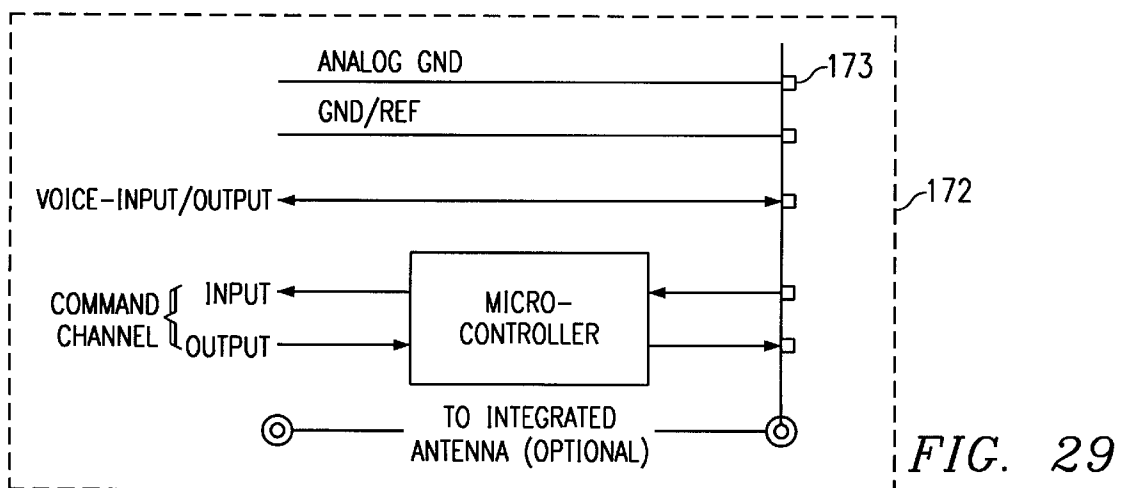 ANALOG GND
173
GND/REF
VOICE-INPUT/OUTPUT
172
COMMAND
CHANNEL
INPUT
OUTPUT
MICRO-
CONTROLLER
TO INTEGRATED
ANTENNA (OPTIONAL)
FIG. 29